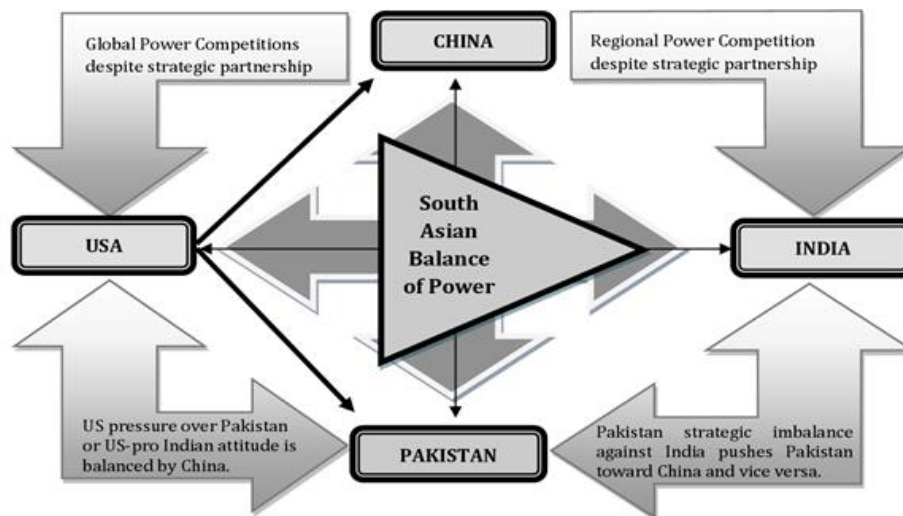 Global Power Competitions
despite strategic partnership
CHINA
Regional Power Competition
despite strategic partnership
USA
South
Asian
Balance
of Power
INDIA
US pressure over Pakistan
or US-pro Indian attitude is
balanced by China.
PAKISTAN
Pakistan strategic imbalance
against India pushes Pakistan
toward China and vice versa.